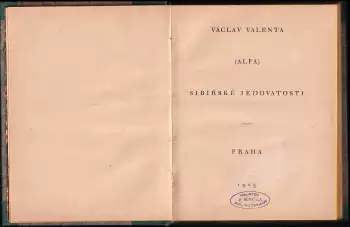 VÁCLAV VALENTA
(ALFA)
SIBIŘSKÉ JEDOVATOSTI
PRAHA